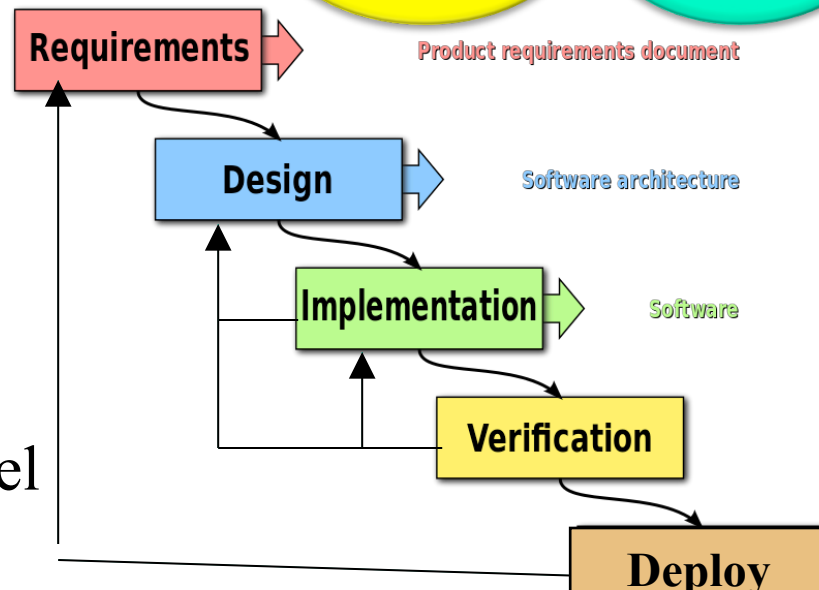 Requirements
Product requirements document
Design
Software architecture
Implementation
Software
Verification
el
Deploy